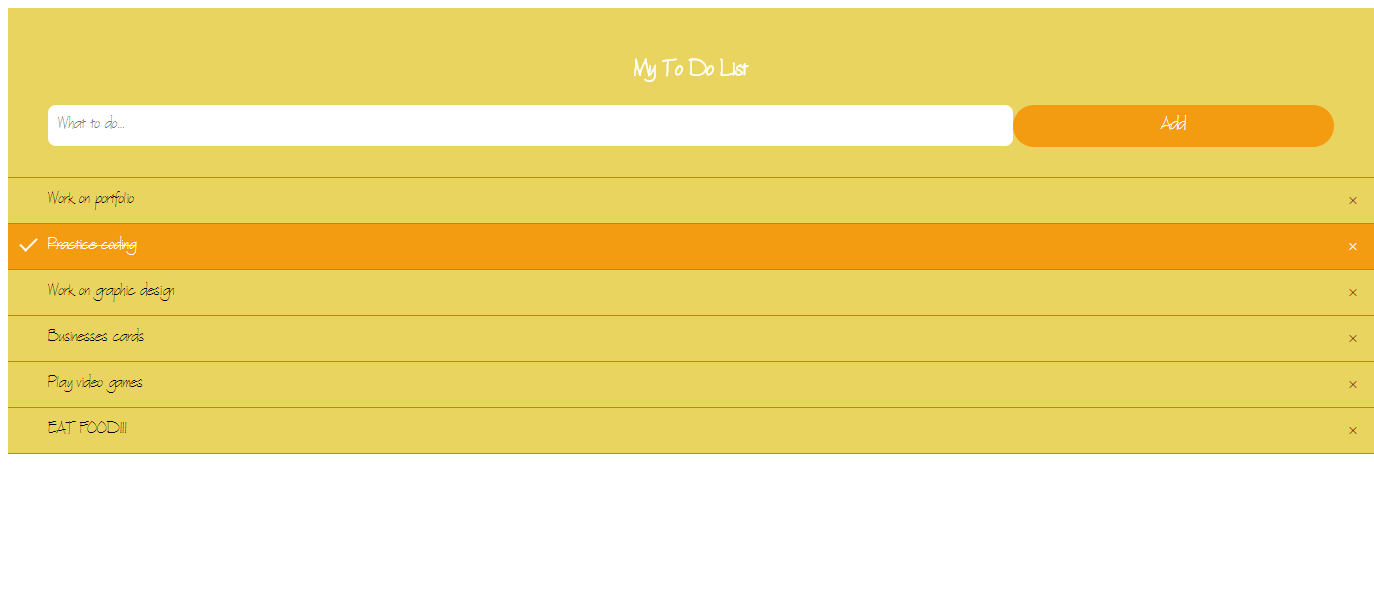 My To Do List
What to do...
Add
Work on portfolio
×
Practice coding
×
Work on graphic design
×
Businesses cards
×
Play video games
×
EAT FOOD!!!!
×